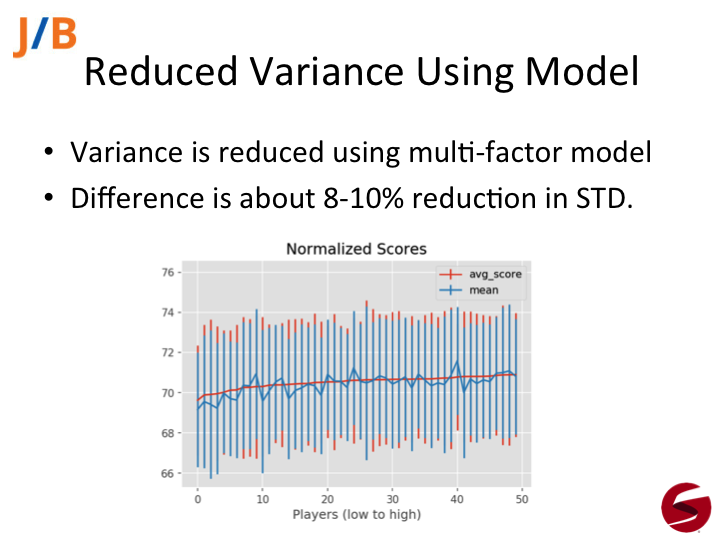 J/B
Reduced Variance Using Model
• Variance is reduced using multi-factor model
• Difference is about 8-10% reduction in STD.
Normalized Scores
avg_score
mean
76
74
72
70
68
66
0 10 20 30 40 50
Players (low to high)
S